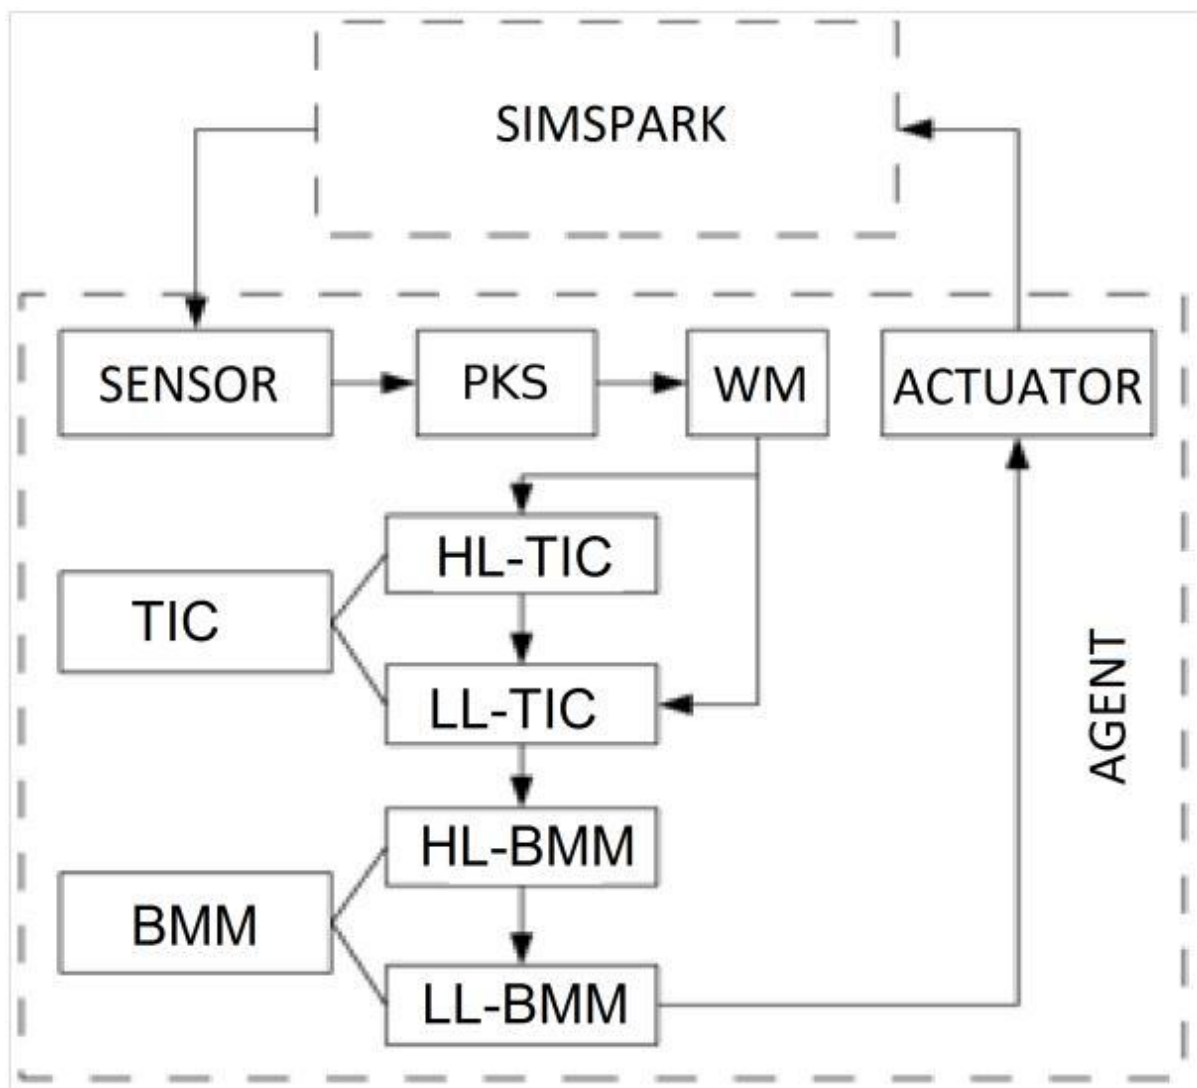 SIMSPARK
SENSOR
PKS
WM
ACTUATOR
HL-TIC
TIC
LL-TIC
AGENT
HL-BMM
BMM
LL-BMM